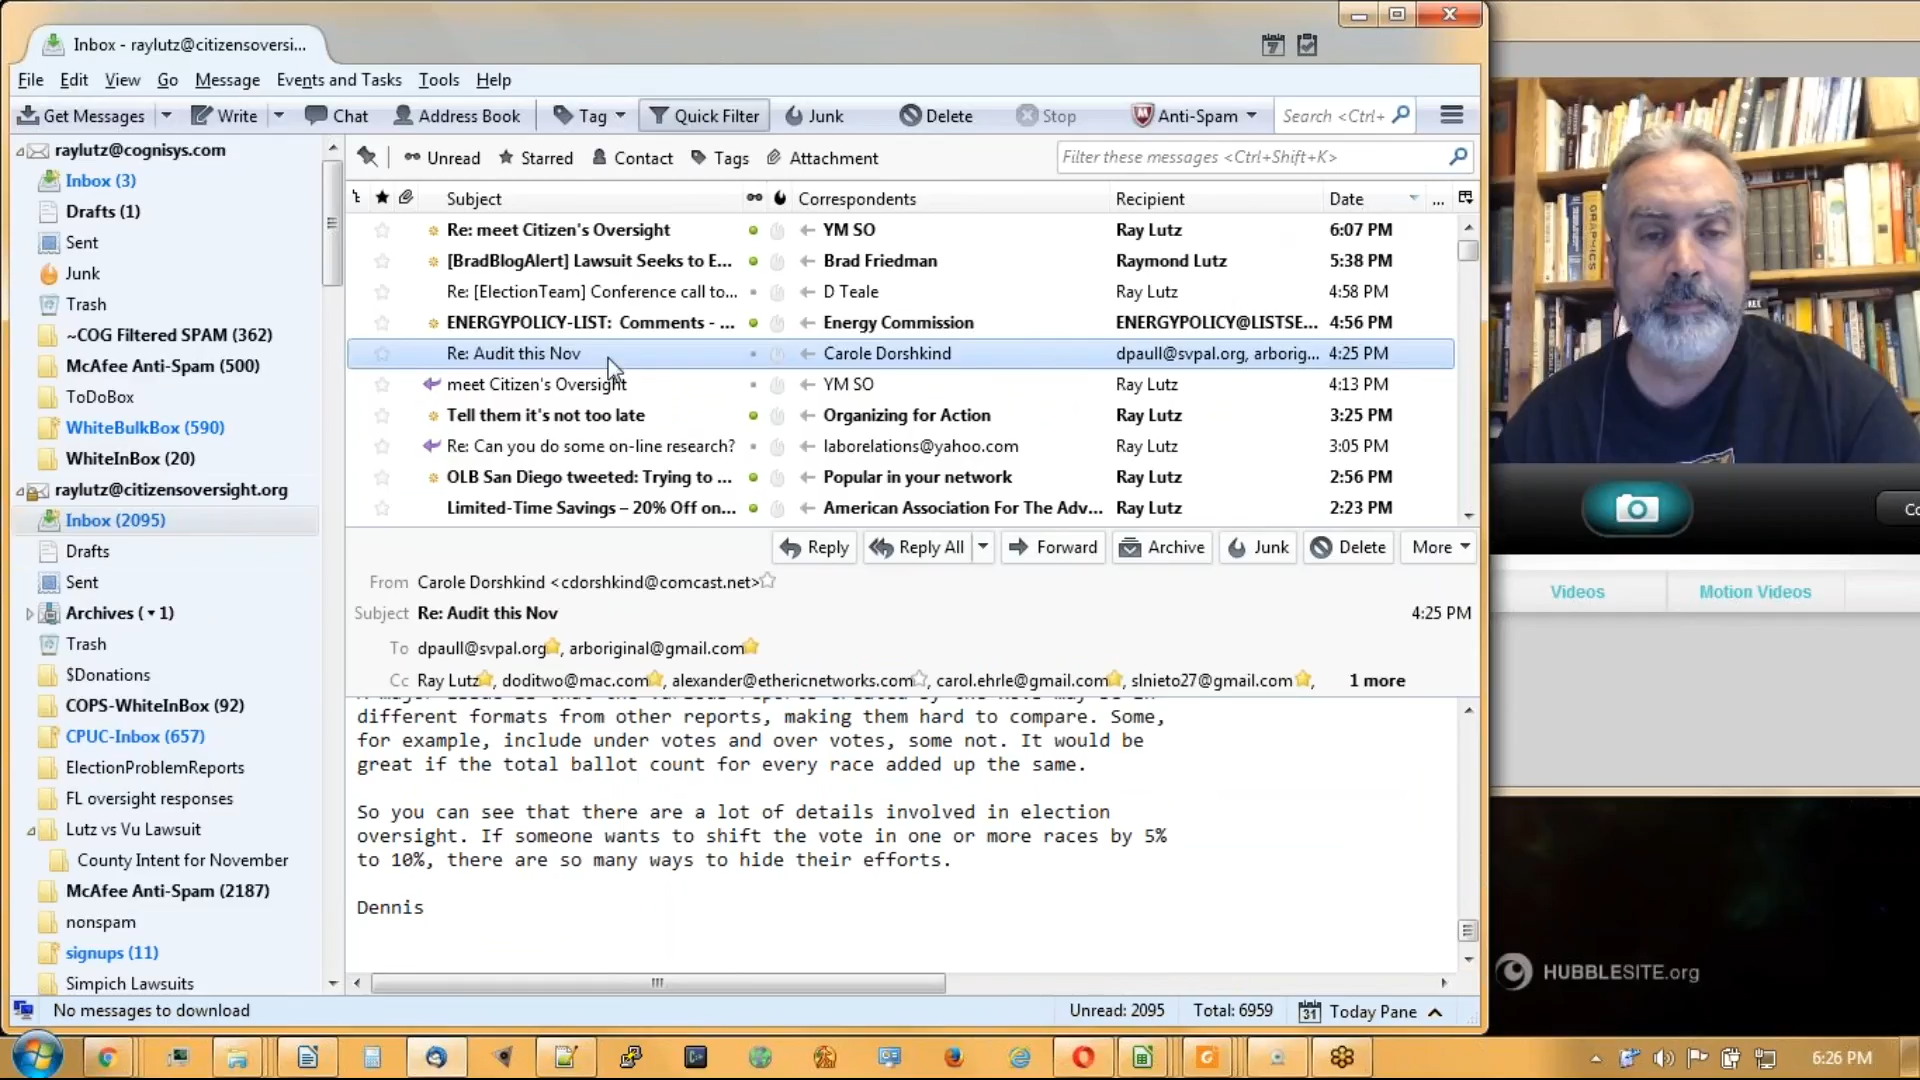 Inbox - raylutz@citizensoversi...
File Edit View Go Message Events and Tasks Tools Help
Get Messages Write Chat Address Book Tag Quick Filter Junk Delete Stop Anti-Spam Search <Ctrl+
Unread Starred Contact Tags Attachment Filter these messages <Ctrl+Shift+K>
Subject Correspondents Recipient Date ...
Re: meet Citizen's Oversight YM SO Ray Lutz 6:07 PM
[BradBlogAlert] Lawsuit Seeks to E... Brad Friedman Raymond Lutz 5:38 PM
Re: [ElectionTeam] Conference call to... D Teale Ray Lutz 4:58 PM
ENERGYPOLICY-LIST: Comments - ... Energy Commission ENERGYPOLICY@LISTSE... 4:56 PM
Re: Audit this Nov Carole Dorshkind dpaull@svpal.org, arborig... 4:25 PM
meet Citizen's Oversight YM SO Ray Lutz 4:13 PM
Tell them it's not too late Organizing for Action Ray Lutz 3:25 PM
Re: Can you do some on-line research? laborelations@yahoo.com Ray Lutz 3:05 PM
OLB San Diego tweeted: Trying to ... Popular in your network Ray Lutz 2:56 PM
Limited-Time Savings – 20% Off on... American Association For The Adv... Ray Lutz 2:23 PM
raylutz@cognisys.com
Inbox (3)
Drafts (1)
Sent
Junk
Trash
~COG Filtered SPAM (362)
McAfee Anti-Spam (500)
ToDoBox
WhiteBulkBox (590)
WhiteInBox (20)
raylutz@citizensoversight.org
Inbox (2095)
Drafts
Sent
Archives (▾ 1)
Trash
$Donations
COPS-WhiteInBox (92)
CPUC-Inbox (657)
ElectionProblemReports
FL oversight responses
Lutz vs Vu Lawsuit
County Intent for November
McAfee Anti-Spam (2187)
nonspam
signups (11)
Simpich Lawsuits
Reply Reply All Forward Archive Junk Delete More
From Carole Dorshkind <cdorshkind@comcast.net>
Subject Re: Audit this Nov 4:25 PM
To dpaull@svpal.org, arboriginal@gmail.com
Cc Ray Lutz, doditwo@mac.com, alexander@ethericnetworks.com, carol.ehrle@gmail.com, slnieto27@gmail.com, 1 more
different formats from other reports, making them hard to compare. Some,
for example, include under votes and over votes, some not. It would be
great if the total ballot count for every race added up the same.
So you can see that there are a lot of details involved in election
oversight. If someone wants to shift the vote in one or more races by 5%
to 10%, there are so many ways to hide their efforts.
Dennis
No messages to download Unread: 2095 Total: 6959 31 Today Pane
GRAPHICS
Co
Videos Motion Videos
HUBBLESITE.org
6:26 PM